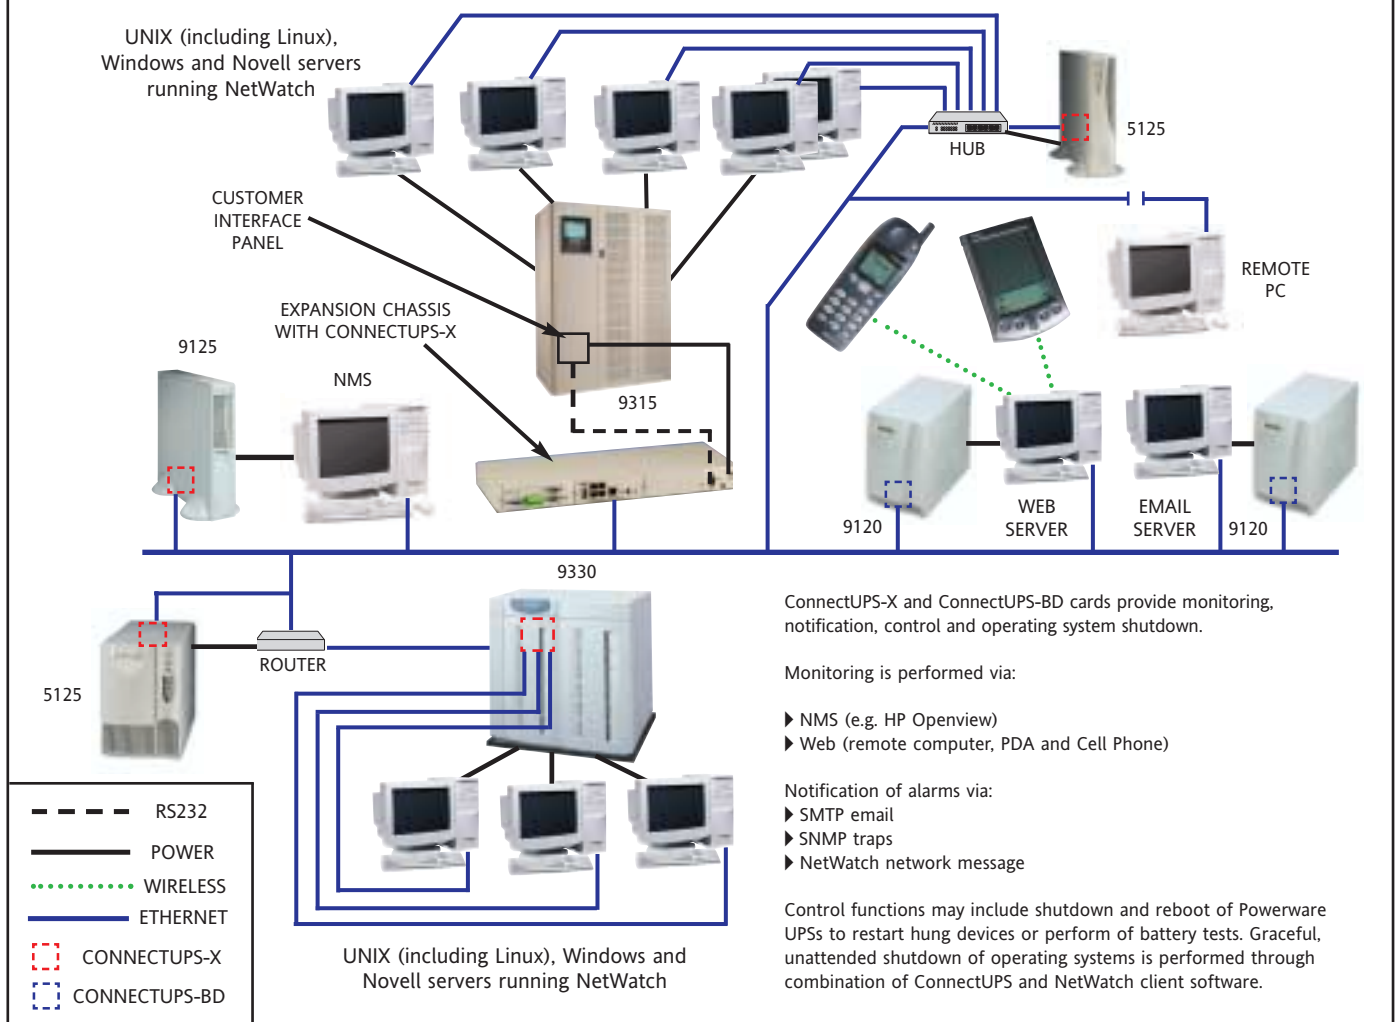 UNIX (including Linux),
Windows and Novell servers
running NetWatch
HUB
5125
CUSTOMER
INTERFACE
PANEL
REMOTE
PC
EXPANSION CHASSIS
WITH CONNECTUPS-X
9125
NMS
9315
WEB
SERVER
EMAIL
SERVER
9120
9120
9330
ROUTER
5125
ConnectUPS-X and ConnectUPS-BD cards provide monitoring,
notification, control and operating system shutdown.
Monitoring is performed via:
NMS (e.g. HP Openview)
Web (remote computer, PDA and Cell Phone)
Notification of alarms via:
SMTP email
SNMP traps
NetWatch network message
Control functions may include shutdown and reboot of Powerware
UPSs to restart hung devices or perform of battery tests. Graceful,
unattended shutdown of operating systems is performed through
combination of ConnectUPS and NetWatch client software.
RS232
POWER
WIRELESS
ETHERNET
CONNECTUPS-X
CONNECTUPS-BD
UNIX (including Linux), Windows and
Novell servers running NetWatch